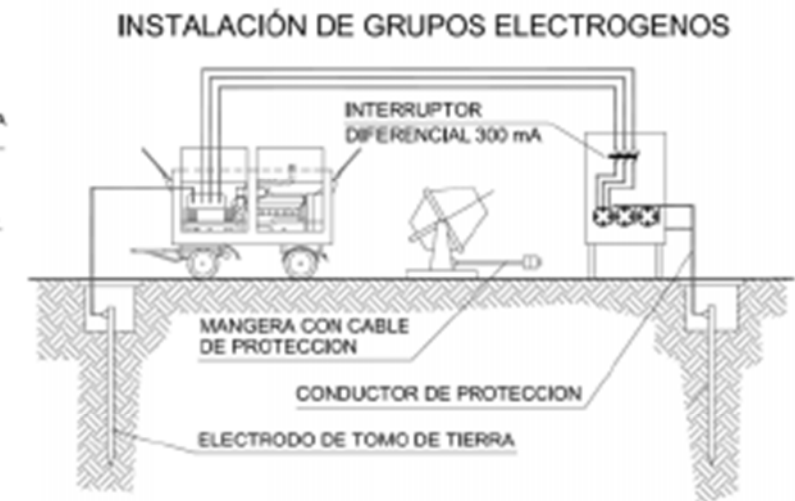 INSTALACIÓN DE GRUPOS ELECTROGENOS
A
INTERRUPTOR
DIFERENCIAL 300 mA
MANGERA CON CABLE
DE PROTECCION
CONDUCTOR DE PROTECCION
ELECTRODO DE TOMO DE TIERRA